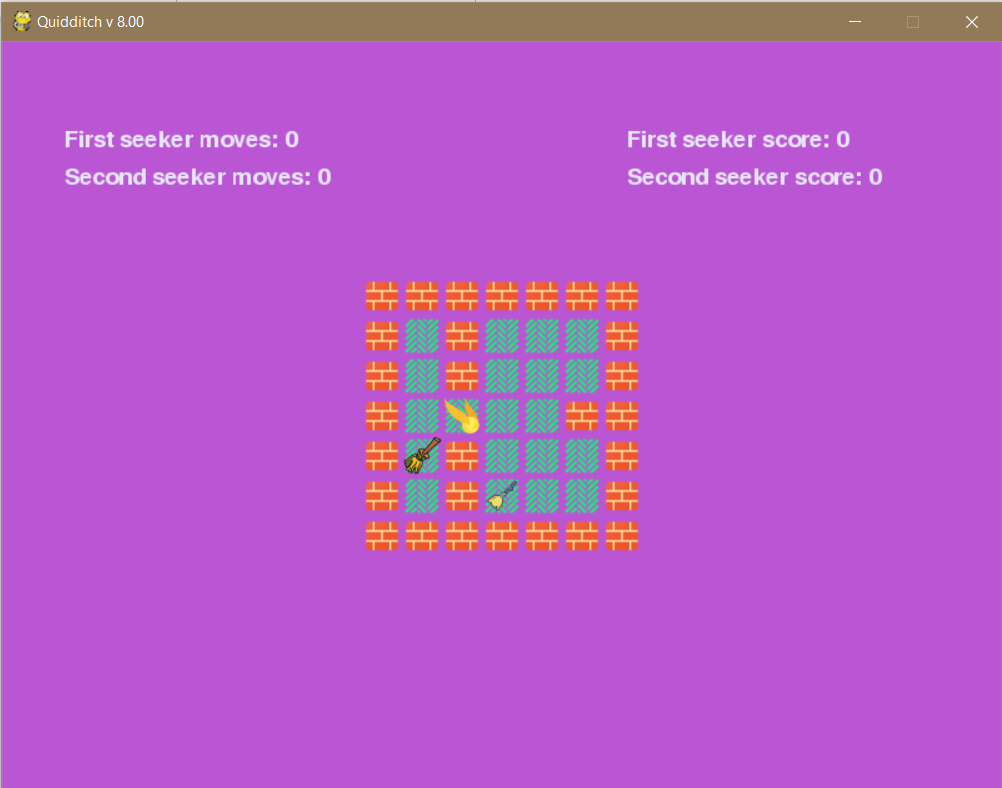 Quidditch v 8.00
First seeker moves: 0
First seeker score: 0
Second seeker moves: 0
Second seeker score: 0